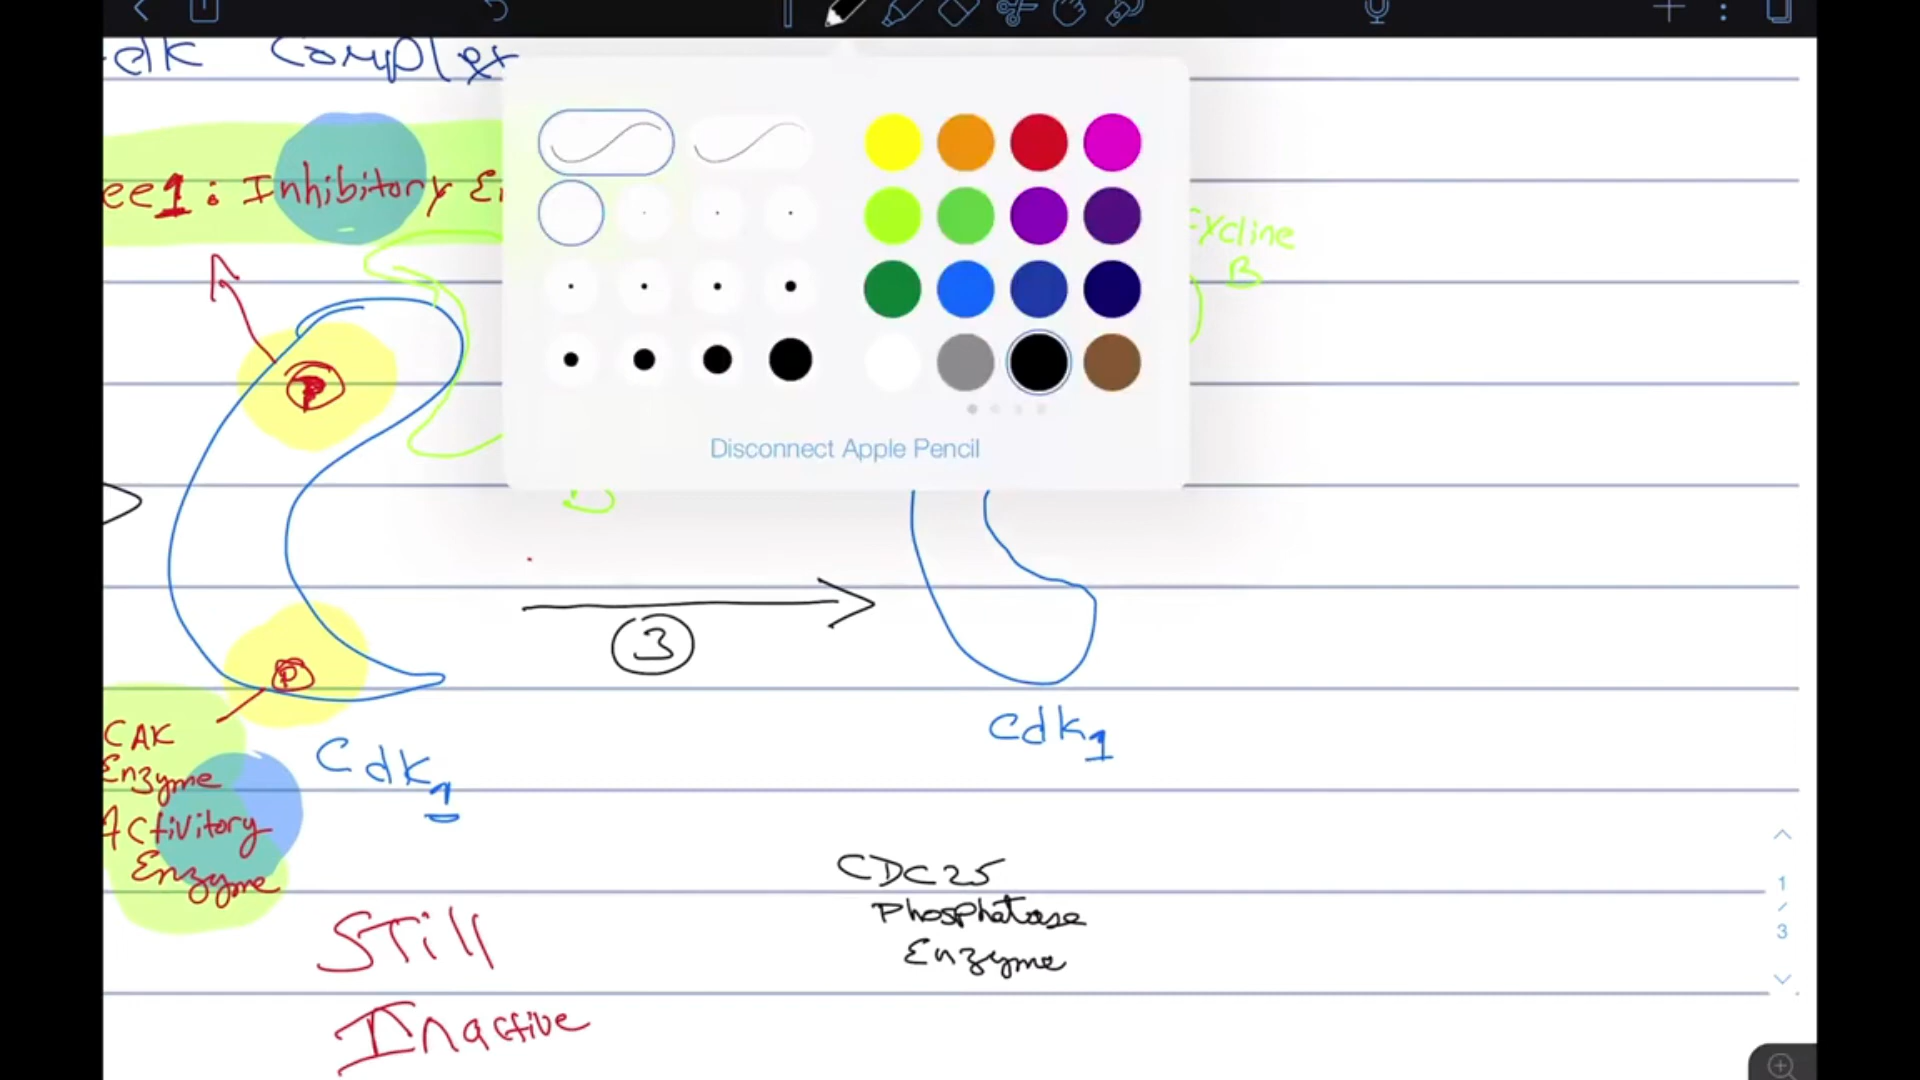 Complex
ee1: Inhibitory E
Cycline
B
P
Disconnect Apple Pencil
3
P
Cdk1
CAK
Enzyme
Activitory
Enzyme
Cdk1
CDC25
Phosphatase
Enzyme
Still
Inactive
1
/
3